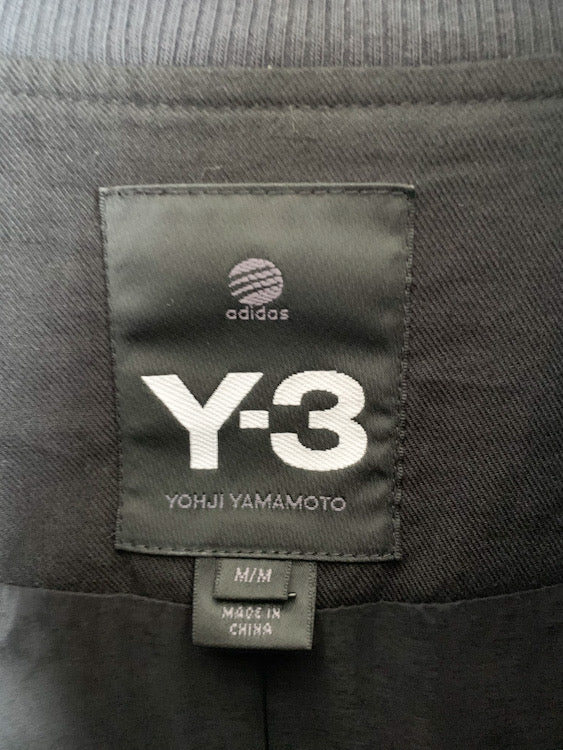 adidas
Y-3
YOHJI YAMAMOTO
M/M
MADE IN
CHINA